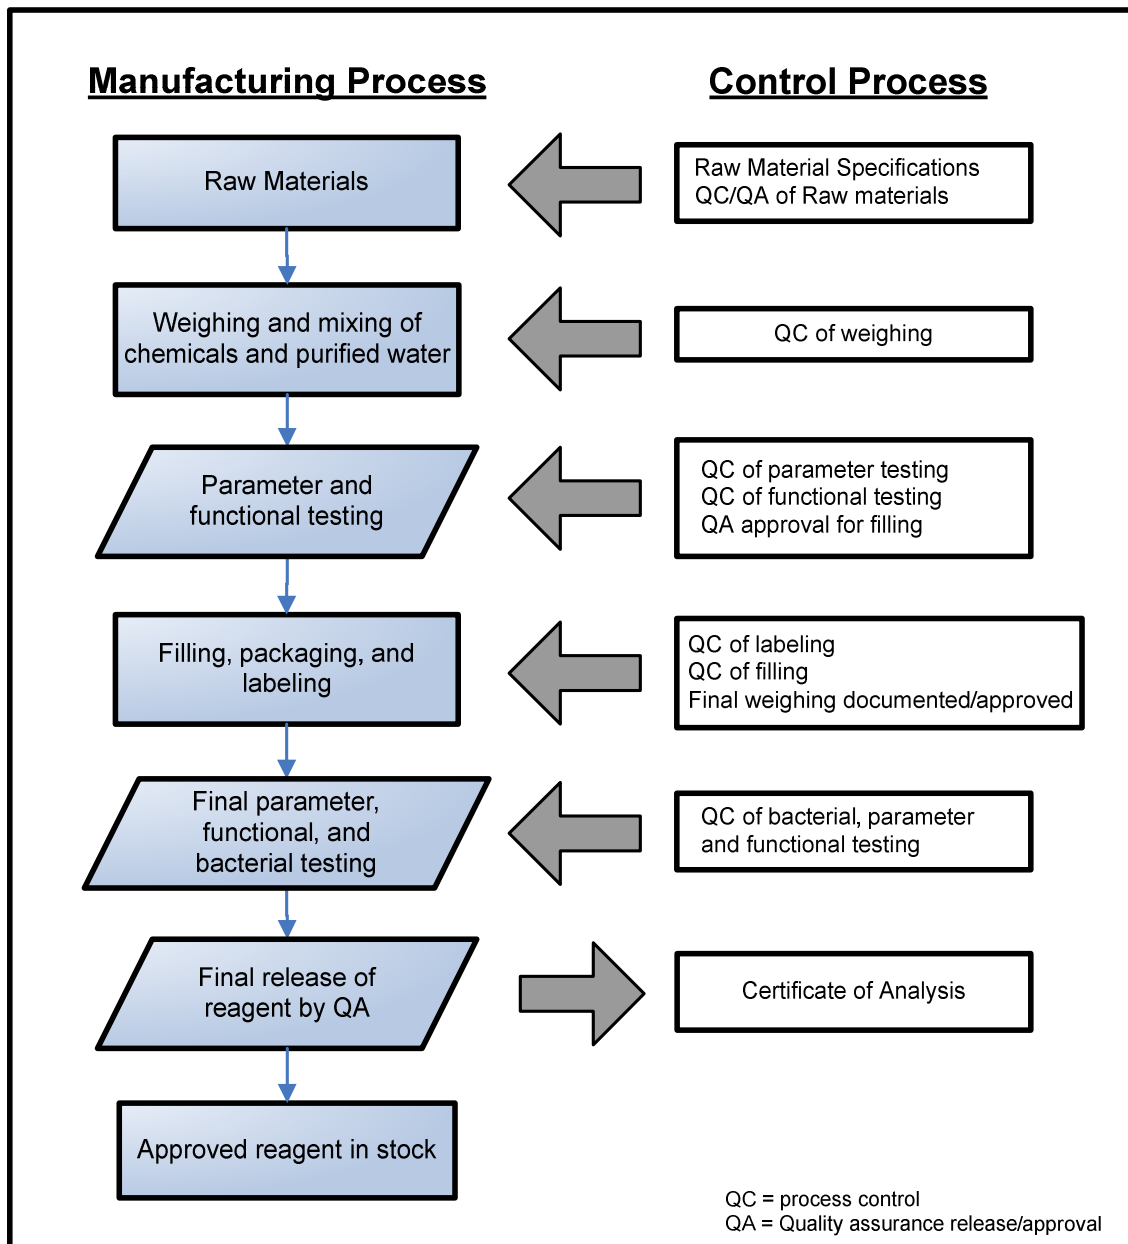 Manufacturing Process
Control Process
Raw Materials
Raw Material Specifications
QC/QA of Raw materials
Weighing and mixing of
chemicals and purified water
QC of weighing
Parameter and
functional testing
QC of parameter testing
QC of functional testing
QA approval for filling
Filling, packaging, and
labeling
QC of labeling
QC of filling
Final weighing documented/approved
Final parameter,
functional, and
bacterial testing
QC of bacterial, parameter
and functional testing
Final release of
reagent by QA
Certificate of Analysis
Approved reagent in stock
QC = process control
QA = Quality assurance release/approval